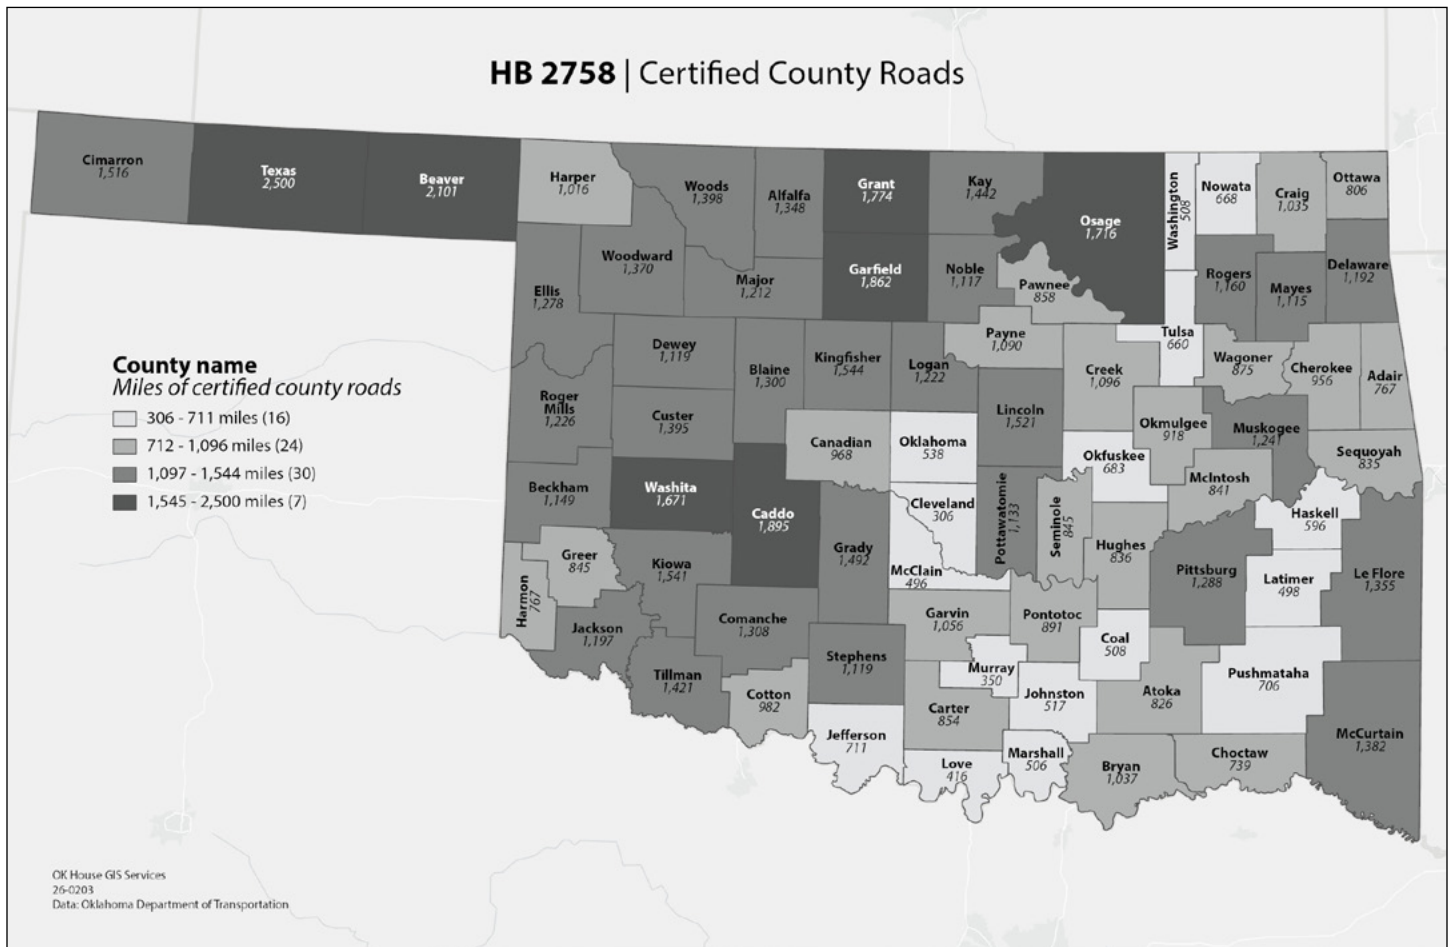 HB 2758 | Certified County Roads
Cimarron
1,516
Texas
2,500
Beaver
2,101
Harper
1,016
Woods
1,398
Alfalfa
1,348
Grant
1,774
Kay
1,442
Osage
1,716
Washington
508
Nowata
668
Craig
1,035
Ottawa
806
Woodward
1,370
Ellis
1,278
Major
1,212
Garfield
1,862
Noble
1,117
Pawnee
858
Rogers
1,160
Mayes
1,115
Delaware
1,192
Dewey
1,119
Blaine
1,300
Kingfisher
1,544
Logan
1,222
Payne
1,090
Creek
1,096
Tulsa
660
Wagoner
875
Cherokee
956
Adair
767
County name
Miles of certified county roads
306 - 711 miles (16)
712 - 1,096 miles (24)
1,097 - 1,544 miles (30)
1,545 - 2,500 miles (7)
Roger
Mills
1,226
Custer
1,395
Canadian
968
Oklahoma
538
Lincoln
1,521
Okfuskee
683
Okmulgee
918
Muskogee
1,241
Sequoyah
835
Beckham
1,149
Washita
1,671
Caddo
1,895
Cleveland
306
Pottawatomie
1,133
Seminole
845
McIntosh
841
Haskell
596
Greer
845
Kiowa
1,541
Grady
1,492
McClain
496
Hughes
836
Pittsburg
1,288
Latimer
498
Le Flore
1,355
Harmon
767
Jackson
1,197
Comanche
1,308
Garvin
1,056
Pontotoc
891
Coal
508
Tillman
1,421
Cotton
982
Stephens
1,119
Murray
350
Johnston
517
Atoka
826
Pushmataha
706
Jefferson
711
Carter
854
Love
416
Marshall
506
Bryan
1,037
Choctaw
739
McCurtain
1,382
OK House GIS Services
26-0203
Data: Oklahoma Department of Transportation